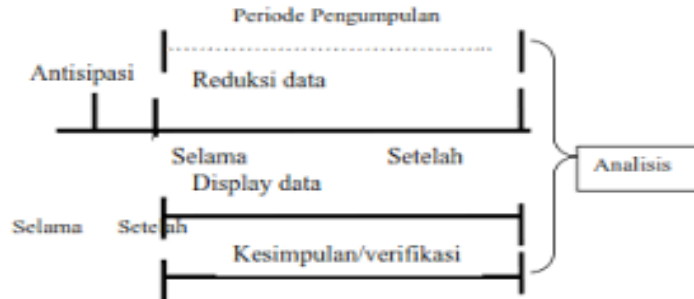 Periode Pengumpulan
Antisipasi
Reduksi data
Selama Setelah
Analisis
Display data
Selama Setelah
Kesimpulan/verifikasi